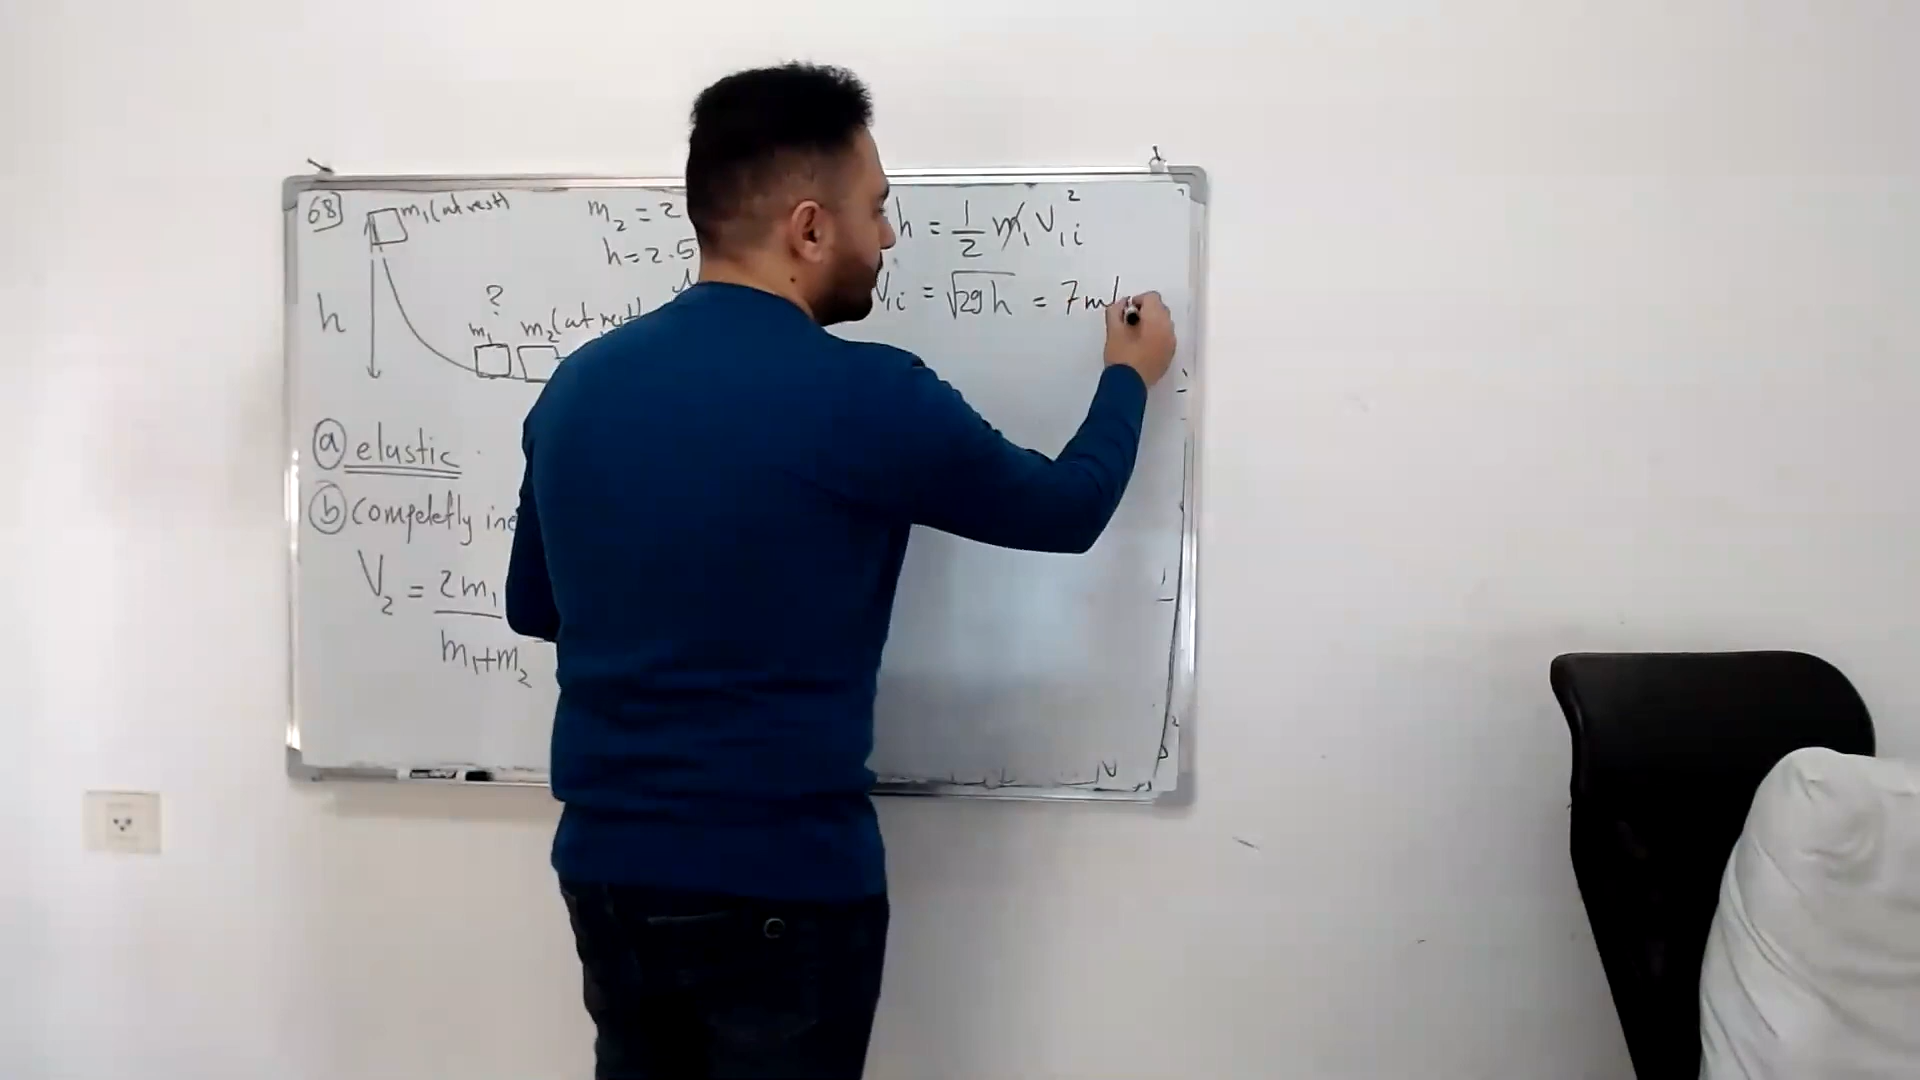 68
m₁(at rest)
m₂ = 2
h = 2.5
h
?
m₁
m₂(at rest)
ⓐ elastic
ⓑ compeletly ine
V₂ = 2m₁ / m₁+m₂
h = 1/2 m₁ V₁ᵢ²
V₁ᵢ = √2gh = 7m/